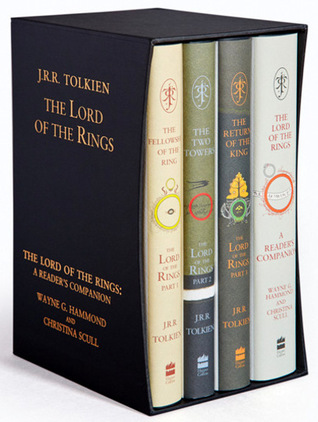 J.R.R. TOLKIEN
THE LORD
OF THE RINGS
THE LORD OF THE RINGS:
A READER'S COMPANION
WAYNE G. HAMMOND
AND
CHRISTINA SCULL
THE
FELLOWSHIP
OF THE
RING
THE
LORD
OF THE
RINGS
PART 1
J.R.R.
TOLKIEN
THE
TWO
TOWERS
THE
LORD
OF THE
RINGS
PART 2
J.R.R.
TOLKIEN
THE
RETURN
OF THE
KING
THE
LORD
OF THE
RINGS
PART 3
J.R.R.
TOLKIEN
THE
LORD
OF THE
RINGS
A
READER'S
COMPANION
WAYNE G.
HAMMOND
AND
CHRISTINA
SCULL